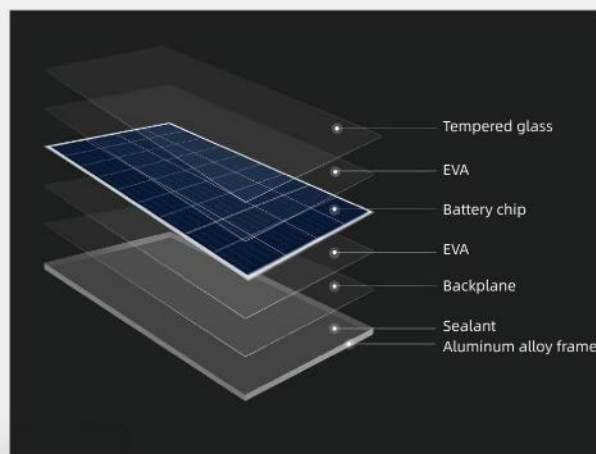 Tempered glass
EVA
Battery chip
EVA
Backplane
Sealant
Aluminum alloy frame